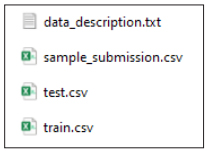 data_description.txt
sample_submission.csv
test.csv
train.csv